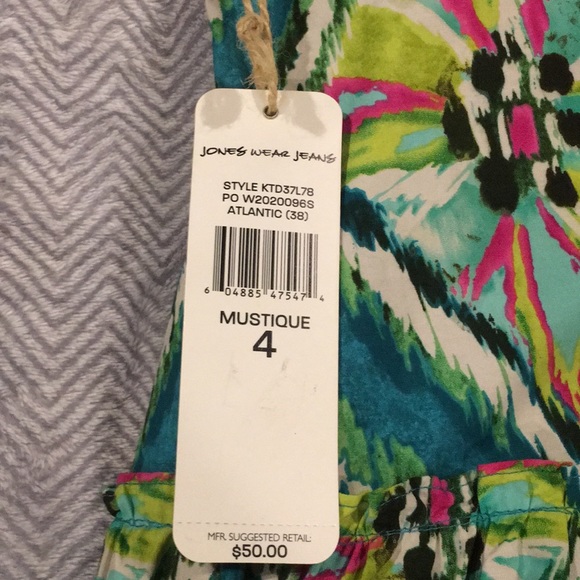 JONES WEAR JEANS
STYLE KTD37L78
PO W2020096S
ATLANTIC (38)
6 04885 47547 4
MUSTIQUE
4
MFR. SUGGESTED RETAIL:
$50.00